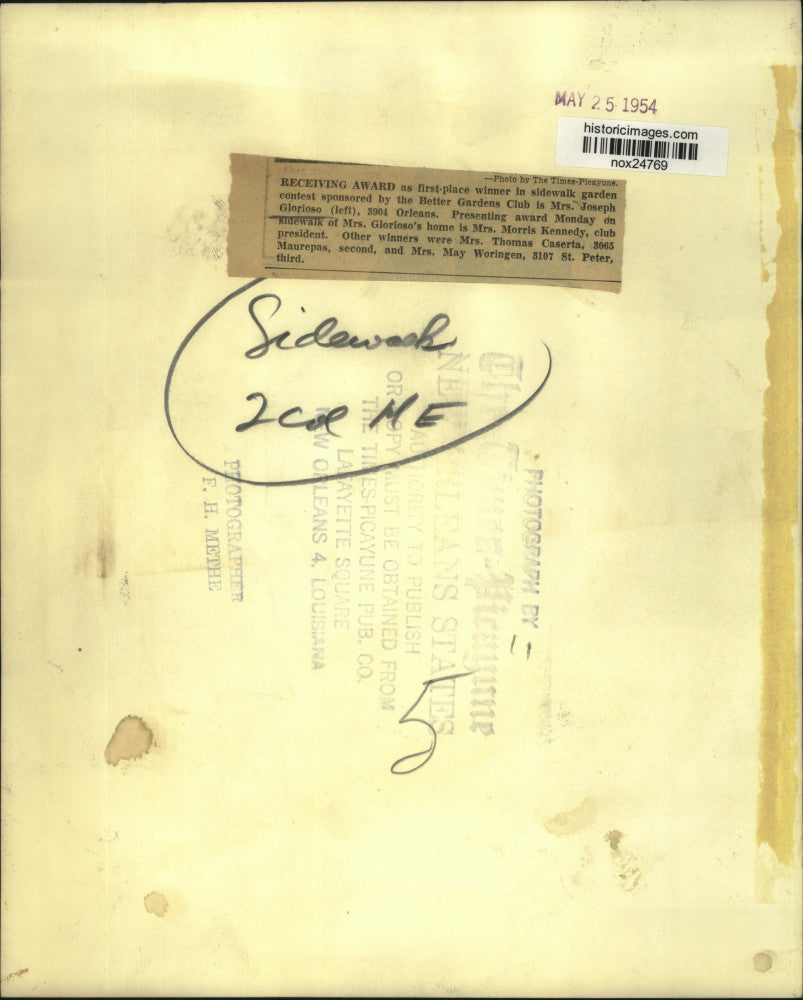 MAY 25 1954
historicimages.com
nox24769
—Photo by The Times-Picayune.
RECEIVING AWARD as first-place winner in sidewalk garden
contest sponsored by the Better Gardens Club is Mrs. Joseph
Glorioso (left), 3904 Orleans. Presenting award Monday on
sidewalk of Mrs. Glorioso's home is Mrs. Morris Kennedy, club
president. Other winners were Mrs. Thomas Caserta, 3065
Maurepas, second, and Mrs. May Woringen, 3107 St. Peter,
third.
Sidewalk
2 col ME
PHOTOGRAPH BY
The Times-Picayune
NEW ORLEANS STATES
AUTHORITY TO PUBLISH
OR COPY MUST BE OBTAINED FROM
THE TIMES-PICAYUNE PUB. CO.
LAFAYETTE SQUARE
NEW ORLEANS 4, LOUISIANA
PHOTOGRAPHER
F. H. METHE
5